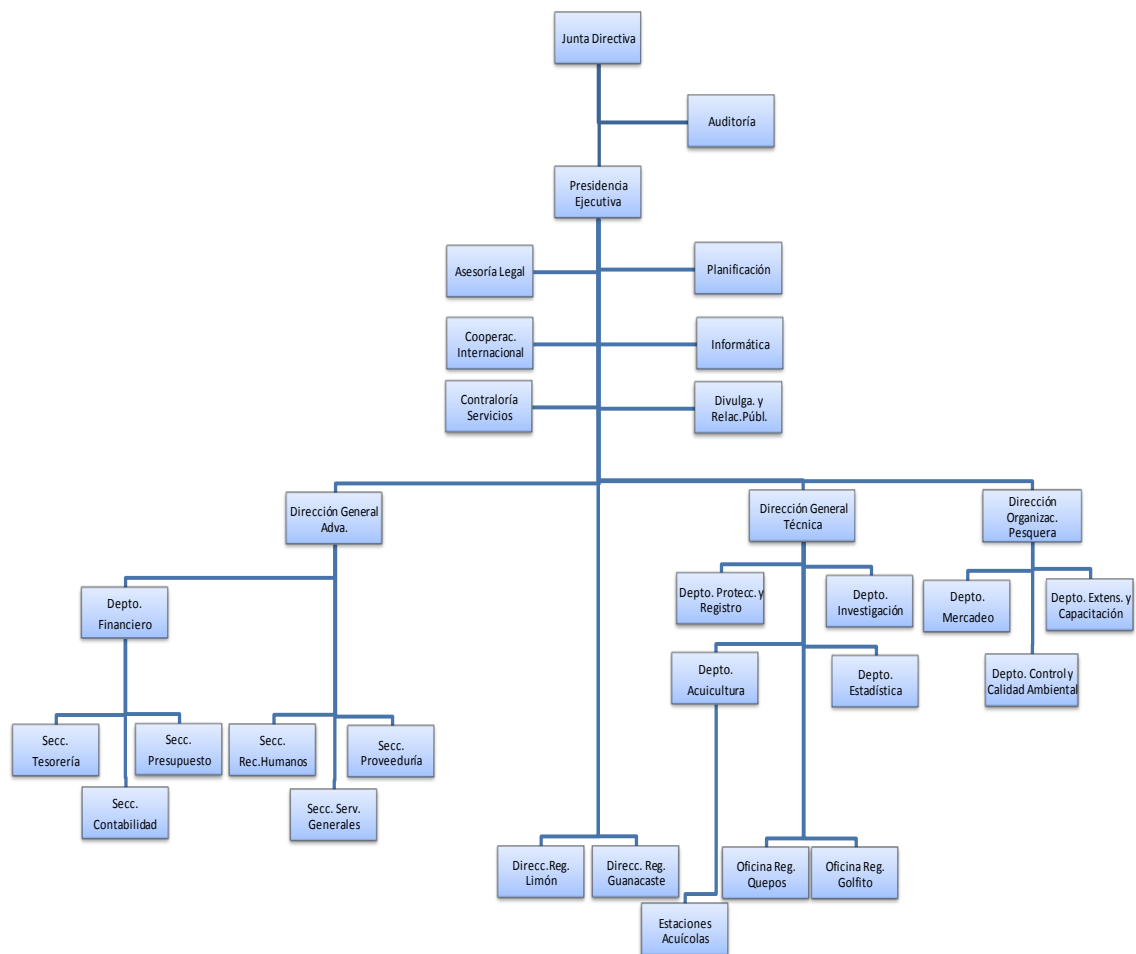 Junta Directiva
Auditoría
Presidencia
Ejecutiva
Asesoría Legal
Planificación
Cooperac.
Internacional
Informática
Contraloría
Servicios
Divulga. y
Relac.Públ.
Dirección General
Adva.
Dirección General
Técnica
Dirección
Organizac.
Pesquera
Depto.
Financiero
Depto. Protecc. y
Registro
Depto.
Investigación
Depto.
Mercadeo
Depto. Extens. y
Capacitación
Depto.
Acuicultura
Depto.
Estadística
Depto. Control y
Calidad Ambiental
Secc.
Tesorería
Secc.
Presupuesto
Secc.
Rec.Humanos
Secc.
Proveeduría
Secc.
Contabilidad
Secc. Serv.
Generales
Direcc.Reg.
Limón
Direcc. Reg.
Guanacaste
Oficina Reg.
Quepos
Oficina Reg.
Golfito
Estaciones
Acuícolas